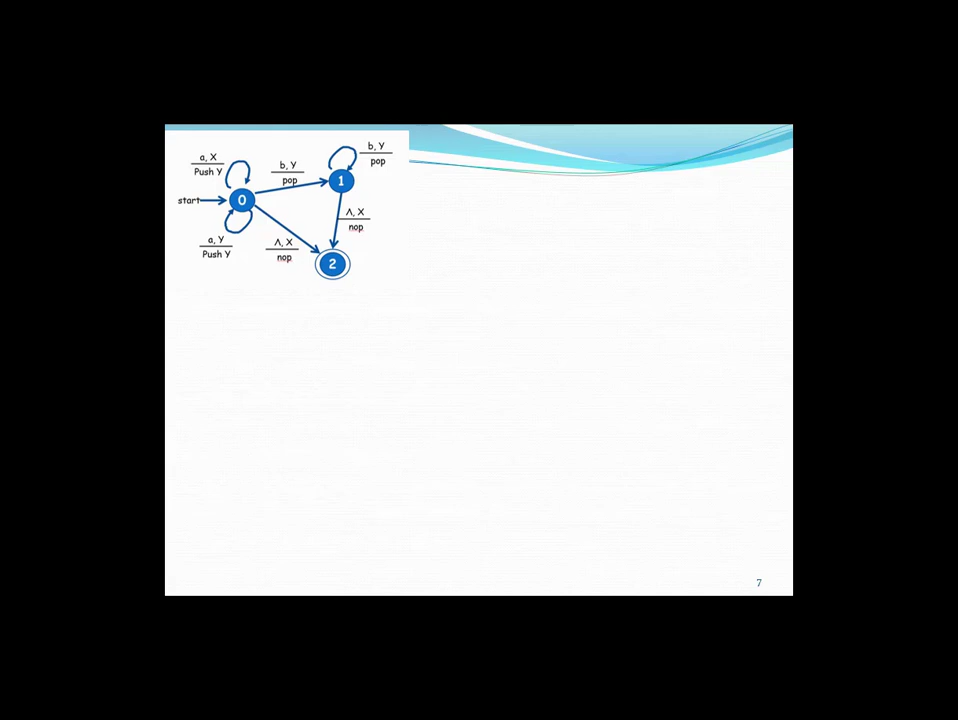 a, X
Push Y
b, Y
pop
b, Y
pop
start
0
1
Λ, X
nop
a, Y
Push Y
Λ, X
nop
2
7